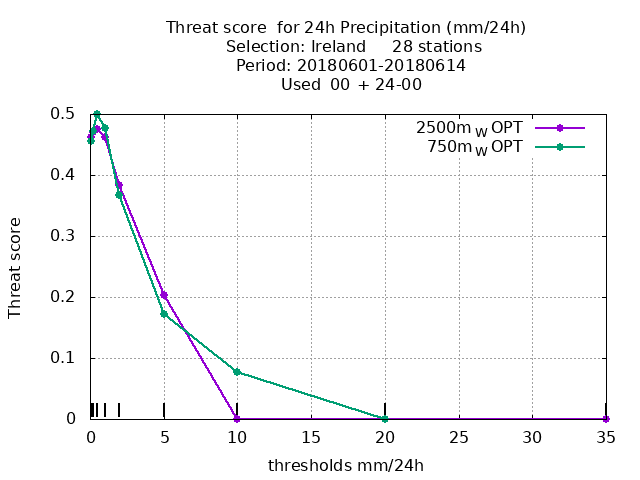 Threat score  for 24h Precipitation (mm/24h)
Selection: Ireland     28 stations
Period: 20180601-20180614
Used  00 + 24-00
2500m_W OPT
750m_W OPT
0.5
0.4
0.3
0.2
0.1
0
Threat score
0 5 10 15 20 25 30 35
thresholds mm/24h